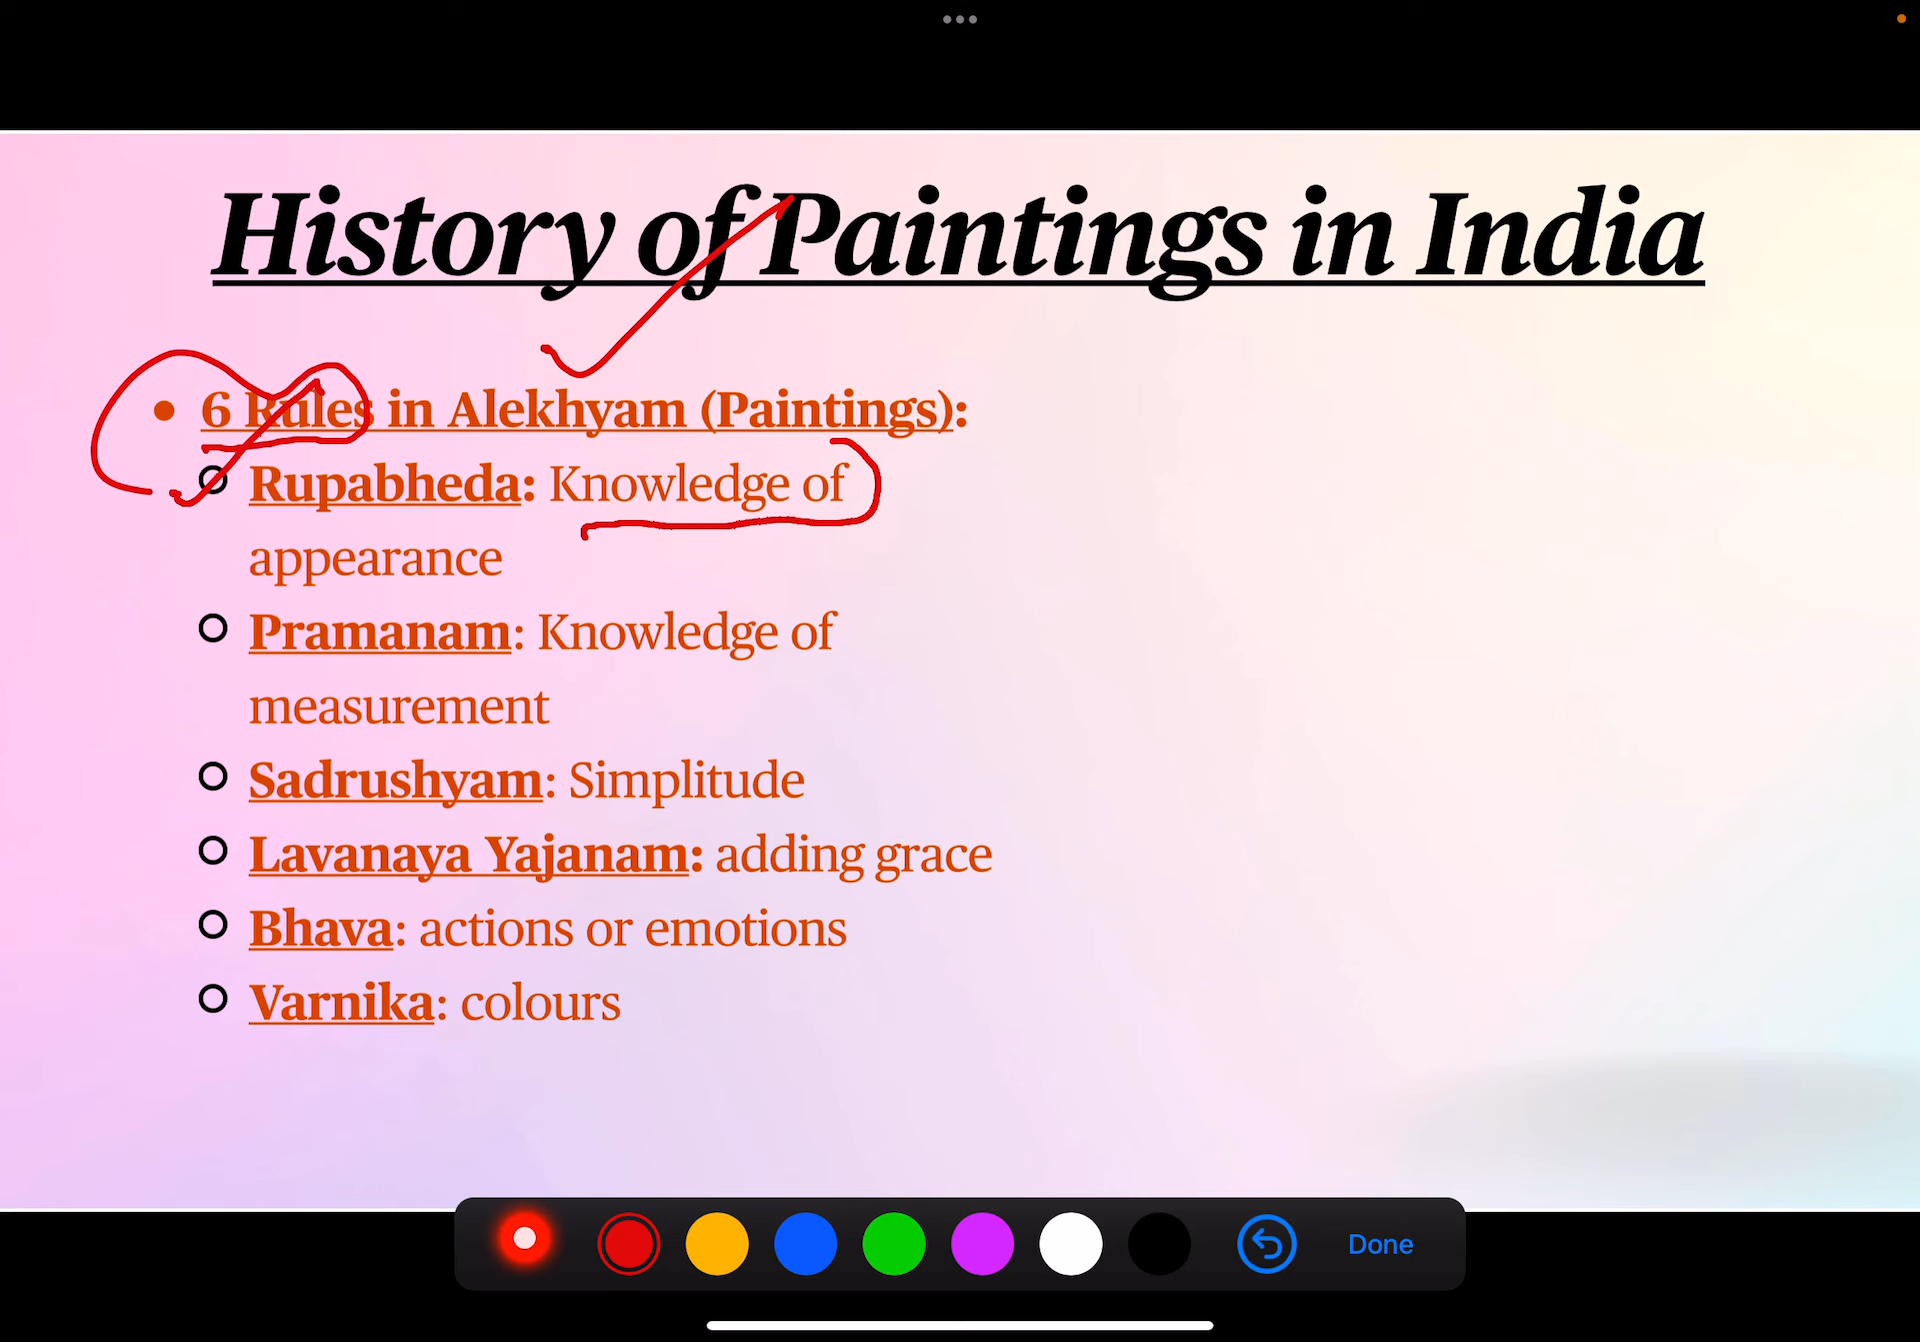 History of Paintings in India
6 Rules in Alekhyam (Paintings):
Rupabheda: Knowledge of
appearance
Pramanam: Knowledge of
measurement
Sadrushyam: Simplitude
Lavanaya Yajanam: adding grace
Bhava: actions or emotions
Varnika: colours
Done